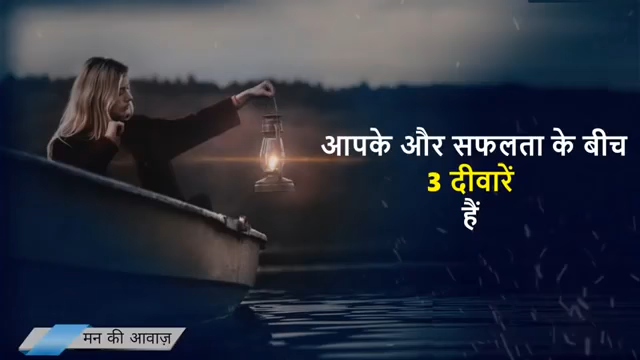 आपके और सफलता के बीच
3 दीवारें
हैं
मन की आवाज़